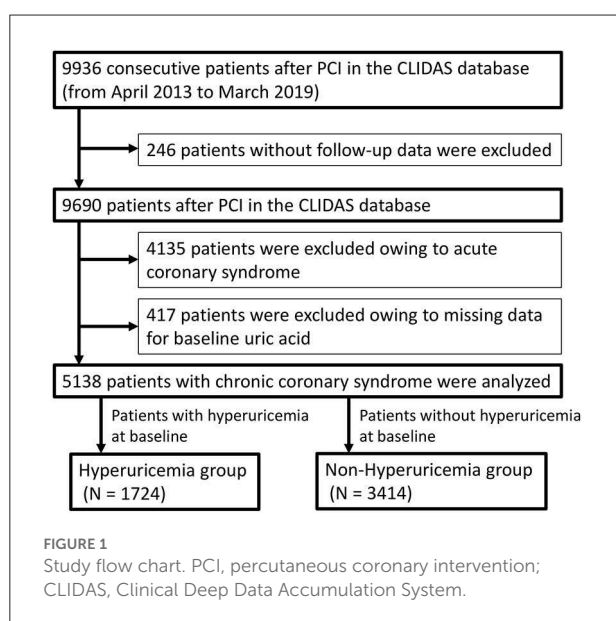 9936 consecutive patients after PCI in the CLIDAS database
(from April 2013 to March 2019)
246 patients without follow-up data were excluded
9690 patients after PCI in the CLIDAS database
4135 patients were excluded owing to acute
coronary syndrome
417 patients were excluded owing to missing data
for baseline uric acid
5138 patients with chronic coronary syndrome were analyzed
Patients with hyperuricemia
at baseline
Patients without hyperuricemia
at baseline
Hyperuricemia group
(N = 1724)
Non-Hyperuricemia group
(N = 3414)
FIGURE 1
Study flow chart. PCI, percutaneous coronary intervention;
CLIDAS, Clinical Deep Data Accumulation System.